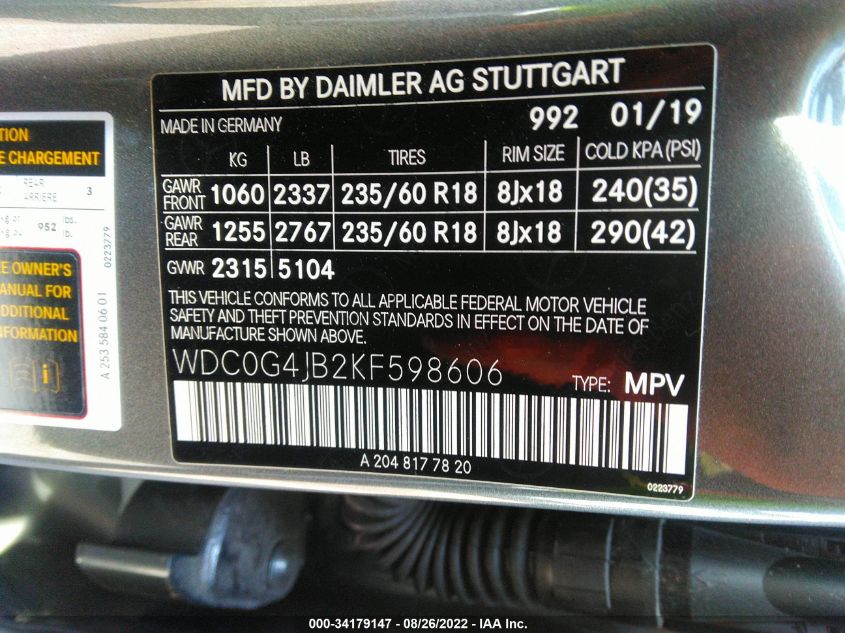 MFD BY DAIMLER AG STUTTGART
MADE IN GERMANY 992 01/19
KG LB TIRES RIM SIZE COLD KPA (PSI)
GAWR FRONT 1060 2337 235/60 R18 8Jx18 240(35)
GAWR REAR 1255 2767 235/60 R18 8Jx18 290(42)
GVWR 2315 5104
THIS VEHICLE CONFORMS TO ALL APPLICABLE FEDERAL MOTOR VEHICLE
SAFETY AND THEFT PREVENTION STANDARDS IN EFFECT ON THE DATE OF
MANUFACTURE SHOWN ABOVE.
WDC0G4JB2KF598606 TYPE: MPV
A 204 817 78 20
0223779
TION
E CHARGEMENT
REAR
ARRIERE 3
952 lbs.
lb.
0223779
E OWNER'S
ANUAL FOR
DDITIONAL
NFORMATION
A 253 584 06 01
000-34179147 - 08/26/2022 - IAA Inc.